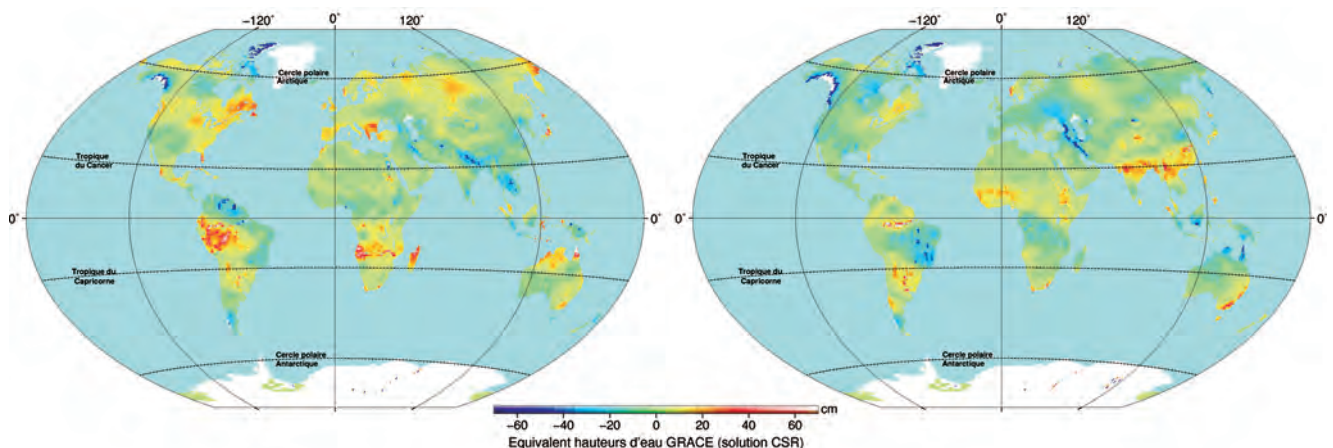 −120˚ 0˚ 120˚
Cercle polaire
Arctique
Tropique
du Cancer
0˚ 0˚
Tropique du
Capricorne
Cercle polaire
Antarctique
−120˚ 0˚ 120˚
Cercle polaire
Arctique
Tropique
du Cancer
0˚ 0˚
Tropique du
Capricorne
Cercle polaire
Antarctique
cm
−60 −40 −20 0 20 40 60
Equivalent hauteurs d'eau GRACE (solution CSR)